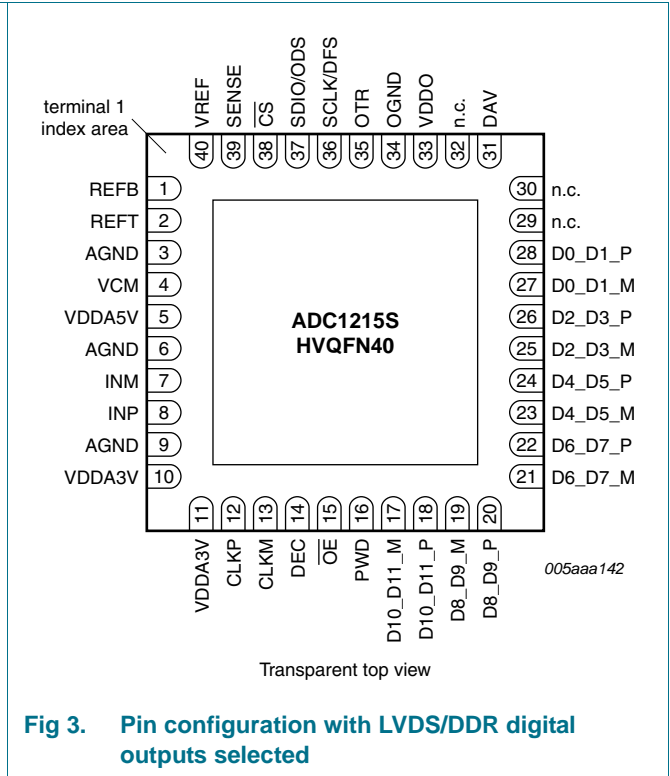 terminal 1
index area
VREF
SENSE
CS
SDIO/ODS
SCLK/DFS
OTR
OGND
VDDO
n.c.
DAV
40
39
38
37
36
35
34
33
32
31
REFB 1
REFT 2
AGND 3
VCM 4
VDDA5V 5
AGND 6
INM 7
INP 8
AGND 9
VDDA3V 10
ADC1215S
HVQFN40
30 n.c.
29 n.c.
28 D0_D1_P
27 D0_D1_M
26 D2_D3_P
25 D2_D3_M
24 D4_D5_P
23 D4_D5_M
22 D6_D7_P
21 D6_D7_M
11
12
13
14
15
16
17
18
19
20
VDDA3V
CLKP
CLKM
DEC
OE
PWD
D10_D11_M
D10_D11_P
D8_D9_M
D8_D9_P
005aaa142
Transparent top view
Fig 3. Pin configuration with LVDS/DDR digital
outputs selected